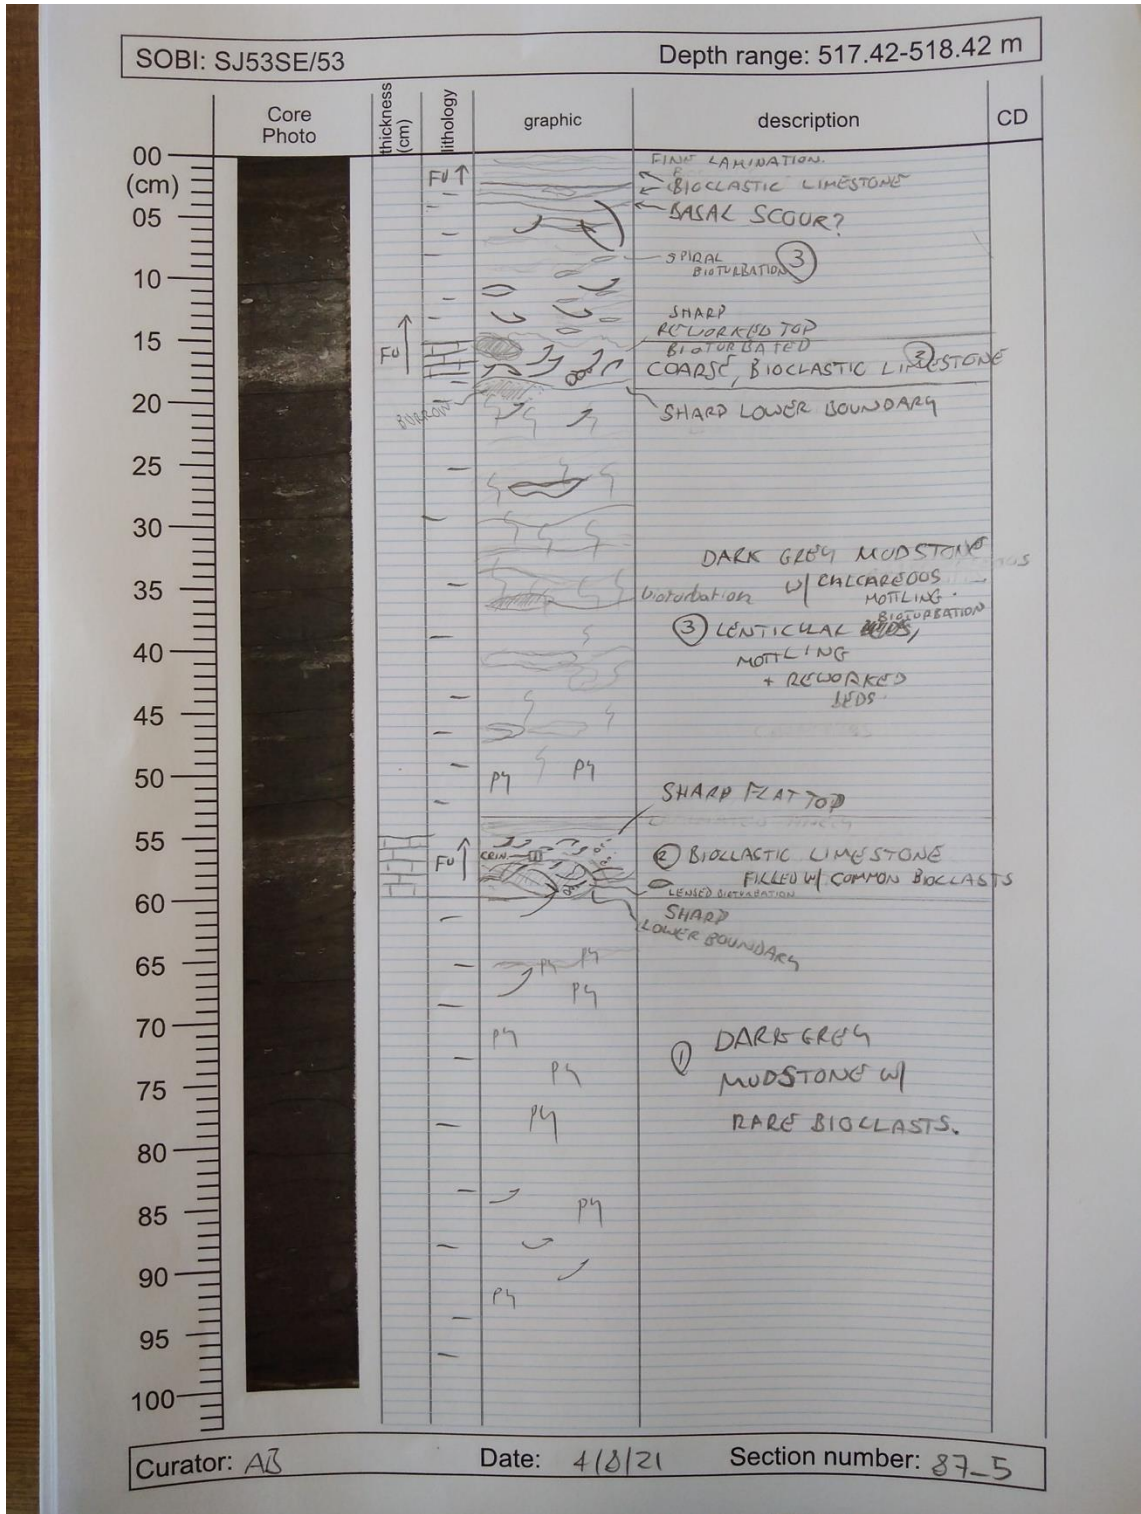 SOBI: SJ53SE/53
Depth range: 517.42-518.42 m
Core
Photo
thickness
(cm)
lithology
graphic
description
CD
00
(cm)
05
10
15
20
25
30
35
40
45
50
55
60
65
70
75
80
85
90
95
100
FU
FINE LAMINATION.
BIOCLASTIC LIMESTONE
BASAL SCOUR?
SPIRAL
BIOTURBATION 3
SHARP
REWORKED TOP
BIOTURBATED
FU
COARSE, BIOCLASTIC LIMESTONE
BURROW
SHARP LOWER BOUNDARY
DARK GREY MUDSTONE
bioturbation
W/ CALCAREOUS
MOTTLING.
BIOTURBATION
3 LENTICULAL
MOTTLING
+ REWORKED
BEDS.
PY PY
SHARP FLAT TOP
FU
CRIN.
2 BIOCLASTIC LIMESTONE
FILLED W/ COMMON BIOCLASTS
LENSED BIOTURBATION
SHARP
LOWER BOUNDARY
PY PY
PY
PY
1 DARK GREY
MUDSTONE W/
RARE BIOCLASTS.
PY
PY
PY
PY
Curator: AB
Date: 4/8/21
Section number: 87_5